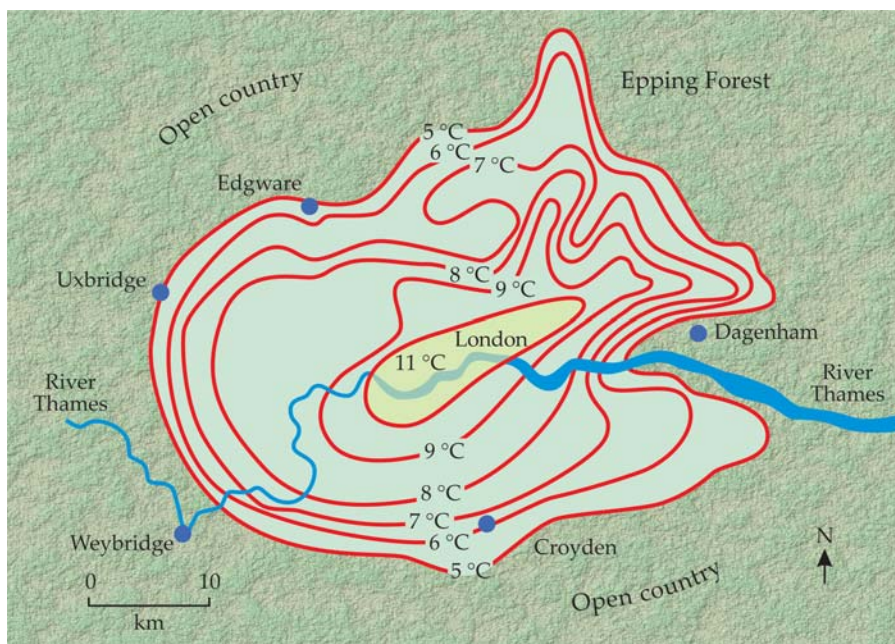 Open country
Epping Forest
5 °C
6 °C
7 °C
Edgware
Uxbridge
8 °C
9 °C
London
Dagenham
11 °C
River
Thames
River
Thames
9 °C
8 °C
7 °C
6 °C
5 °C
Weybridge
Croyden
N
0
10
km
Open country